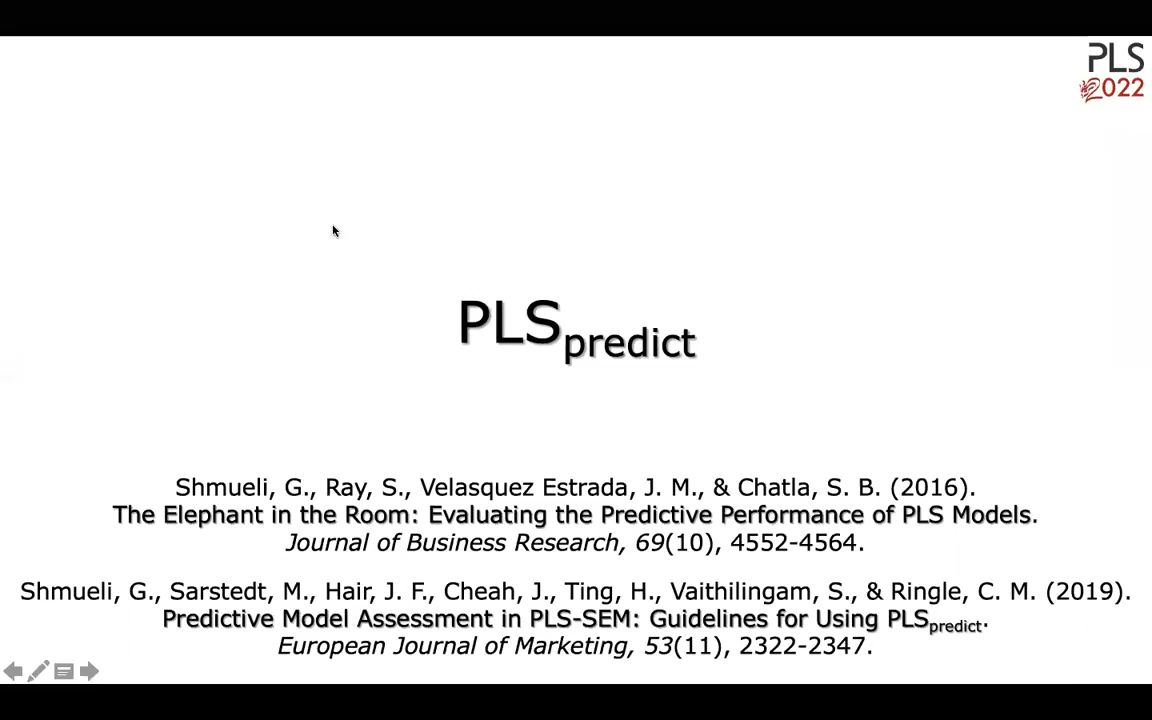 PLS
2022
PLSpredict
Shmueli, G., Ray, S., Velasquez Estrada, J. M., & Chatla, S. B. (2016).
The Elephant in the Room: Evaluating the Predictive Performance of PLS Models.
Journal of Business Research, 69(10), 4552-4564.
Shmueli, G., Sarstedt, M., Hair, J. F., Cheah, J., Ting, H., Vaithilingam, S., & Ringle, C. M. (2019).
Predictive Model Assessment in PLS-SEM: Guidelines for Using PLSpredict.
European Journal of Marketing, 53(11), 2322-2347.